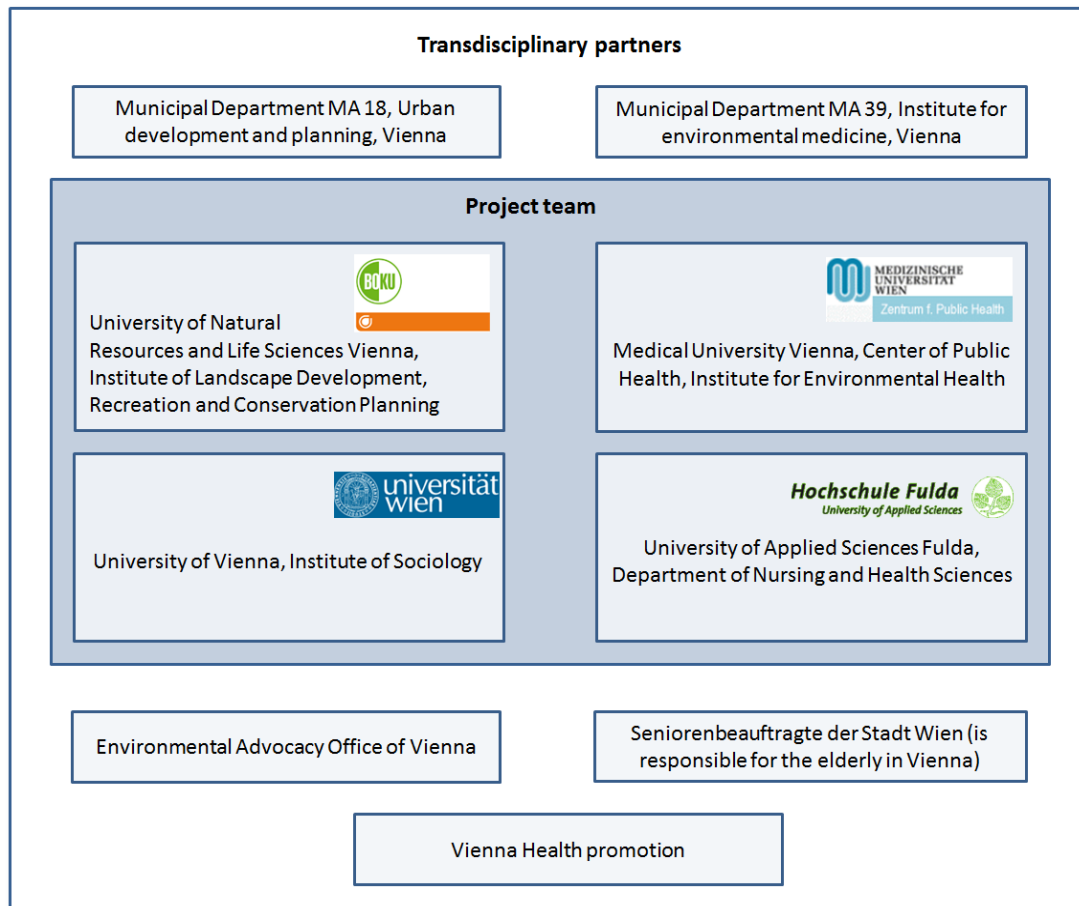 Transdisciplinary partners
Municipal Department MA 18, Urban
development and planning, Vienna
Municipal Department MA 39, Institute for
environmental medicine, Vienna
Project team
BOKU
University of Natural
Resources and Life Sciences Vienna,
Institute of Landscape Development,
Recreation and Conservation Planning
MEDIZINISCHE
UNIVERSITÄT
WIEN
Zentrum f. Public Health
Medical University Vienna, Center of Public
Health, Institute for Environmental Health
universität
wien
University of Vienna, Institute of Sociology
Hochschule Fulda
University of Applied Sciences
University of Applied Sciences Fulda,
Department of Nursing and Health Sciences
Environmental Advocacy Office of Vienna
Seniorenbeauftragte der Stadt Wien (is
responsible for the elderly in Vienna)
Vienna Health promotion